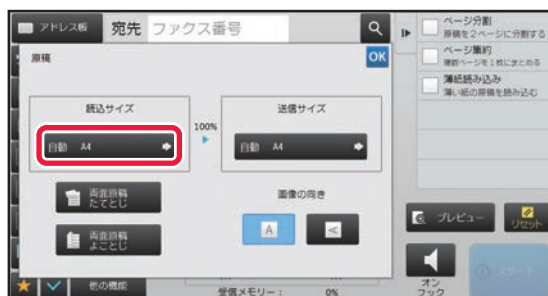 アドレス帳
宛先 ファックス番号
原稿
OK
読込サイズ
100%
送信サイズ
自動 A4
自動 A4
両面原稿
たてとじ
両面原稿
よことじ
画像の向き
A
A
ページ分割
原稿を2ページに分割する
ページ集約
複数ページを1枚にまとめる
薄紙読み込み
薄い紙の原稿を読み込む
プレビュー
リセット
オン
フック
スタート
他の機能
受信メモリー: 0%